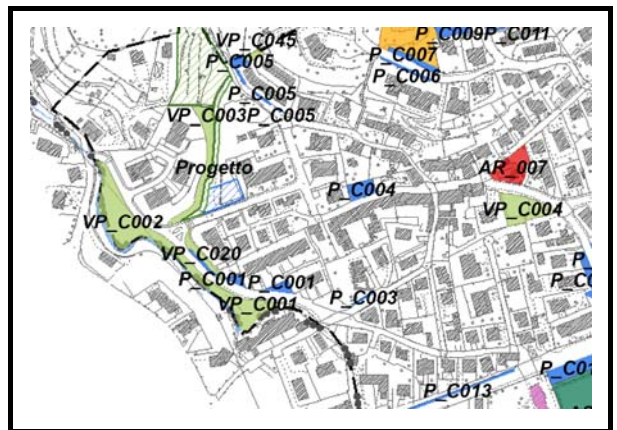 P_C009P_C011
VP_C045
P_C007
P_C005
P_C006
P_C005
VP_C003P_C005
Progetto
AR_007
P_C004
VP_C004
VP_C002
VP_C020
P_C001 P_C001
VP_C001
P_C003
P_C013